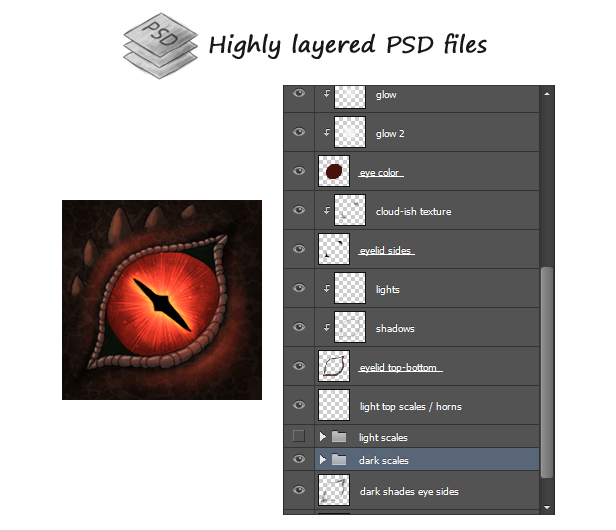 PSD
Highly layered PSD files
glow
glow 2
eye color
cloud-ish texture
eyelid sides
lights
shadows
eyelid top-bottom
light top scales / horns
light scales
dark scales
dark shades eye sides